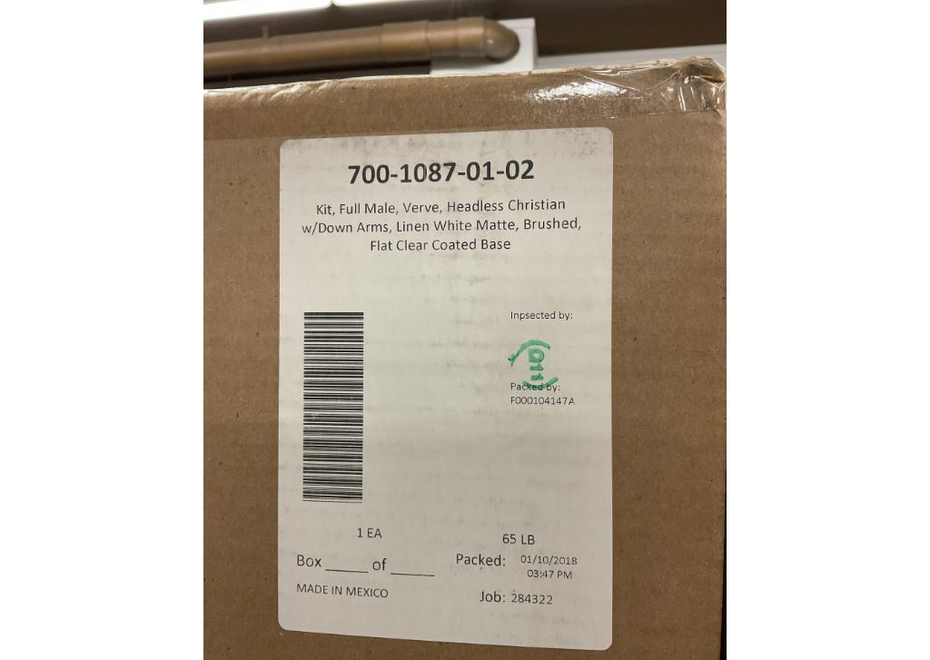 700-1087-01-02
Kit, Full Male, Verve, Headless Christian
w/Down Arms, Linen White Matte, Brushed,
Flat Clear Coated Base
Inpsected by:
Packed by:
F000104147A
1 EA
65 LB
Box _____ of _____
Packed: 01/10/2018
03:47 PM
MADE IN MEXICO
Job: 284322